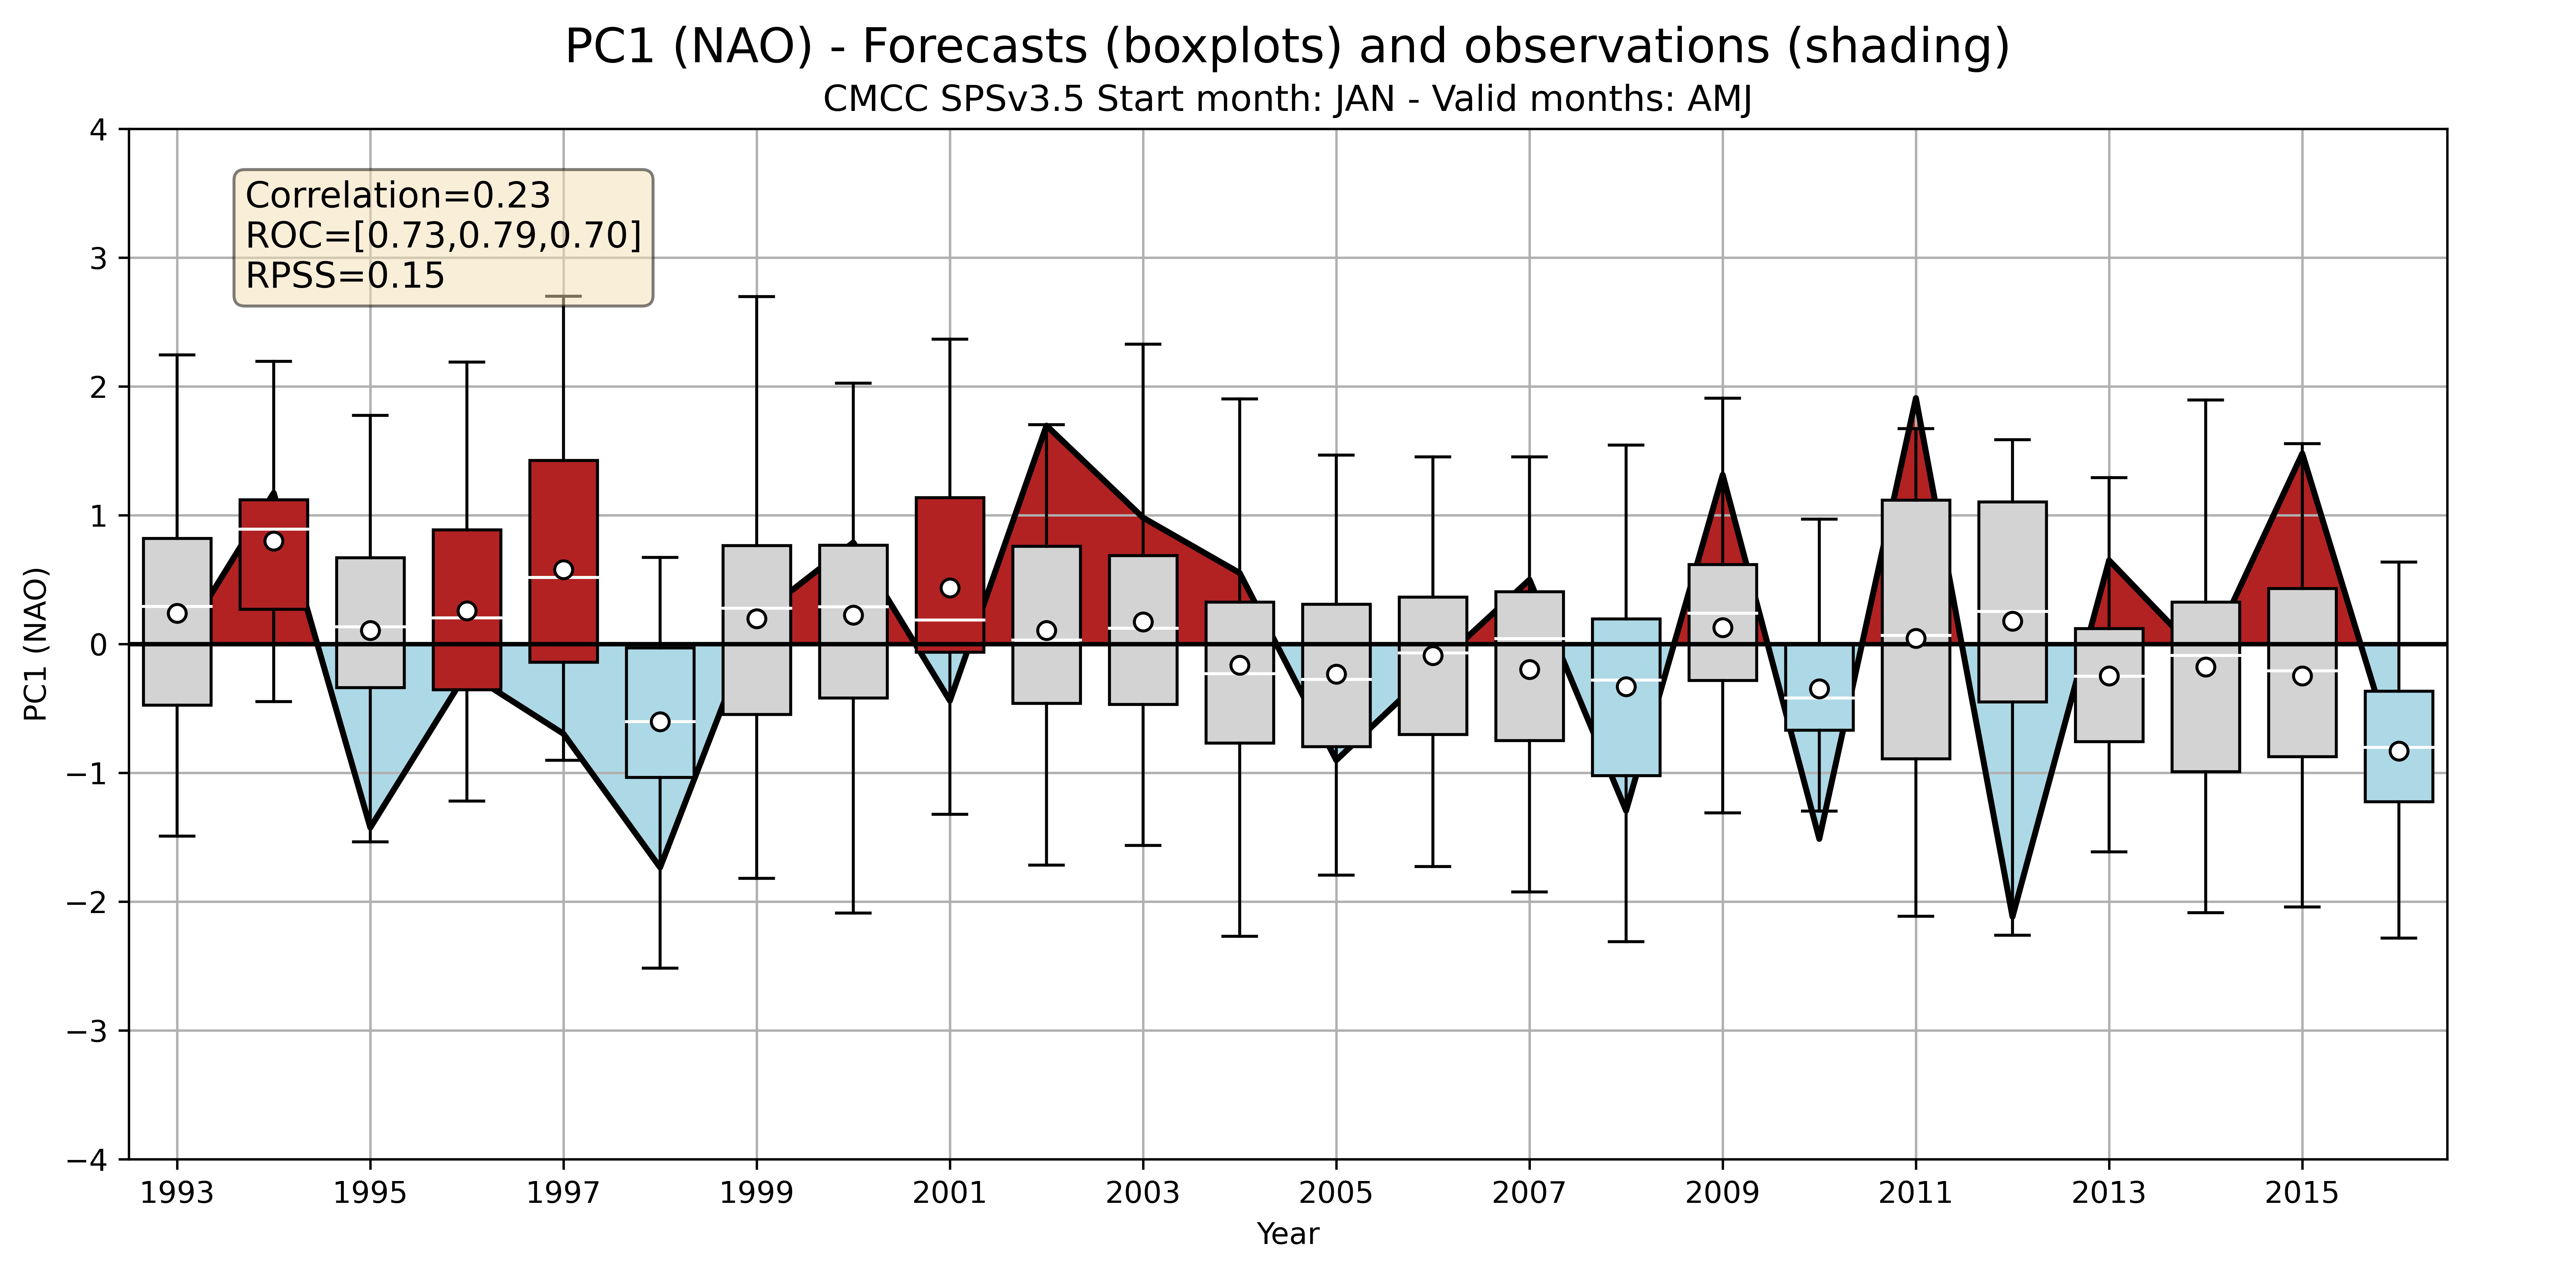 PC1 (NAO) - Forecasts (boxplots) and observations (shading)
CMCC SPSv3.5 Start month: JAN - Valid months: AMJ
Correlation=0.23
ROC=[0.73,0.79,0.70]
RPSS=0.15
PC1 (NAO)
4
3
2
1
0
−1
−2
−3
−4
1993 1995 1997 1999 2001 2003 2005 2007 2009 2011 2013 2015
Year